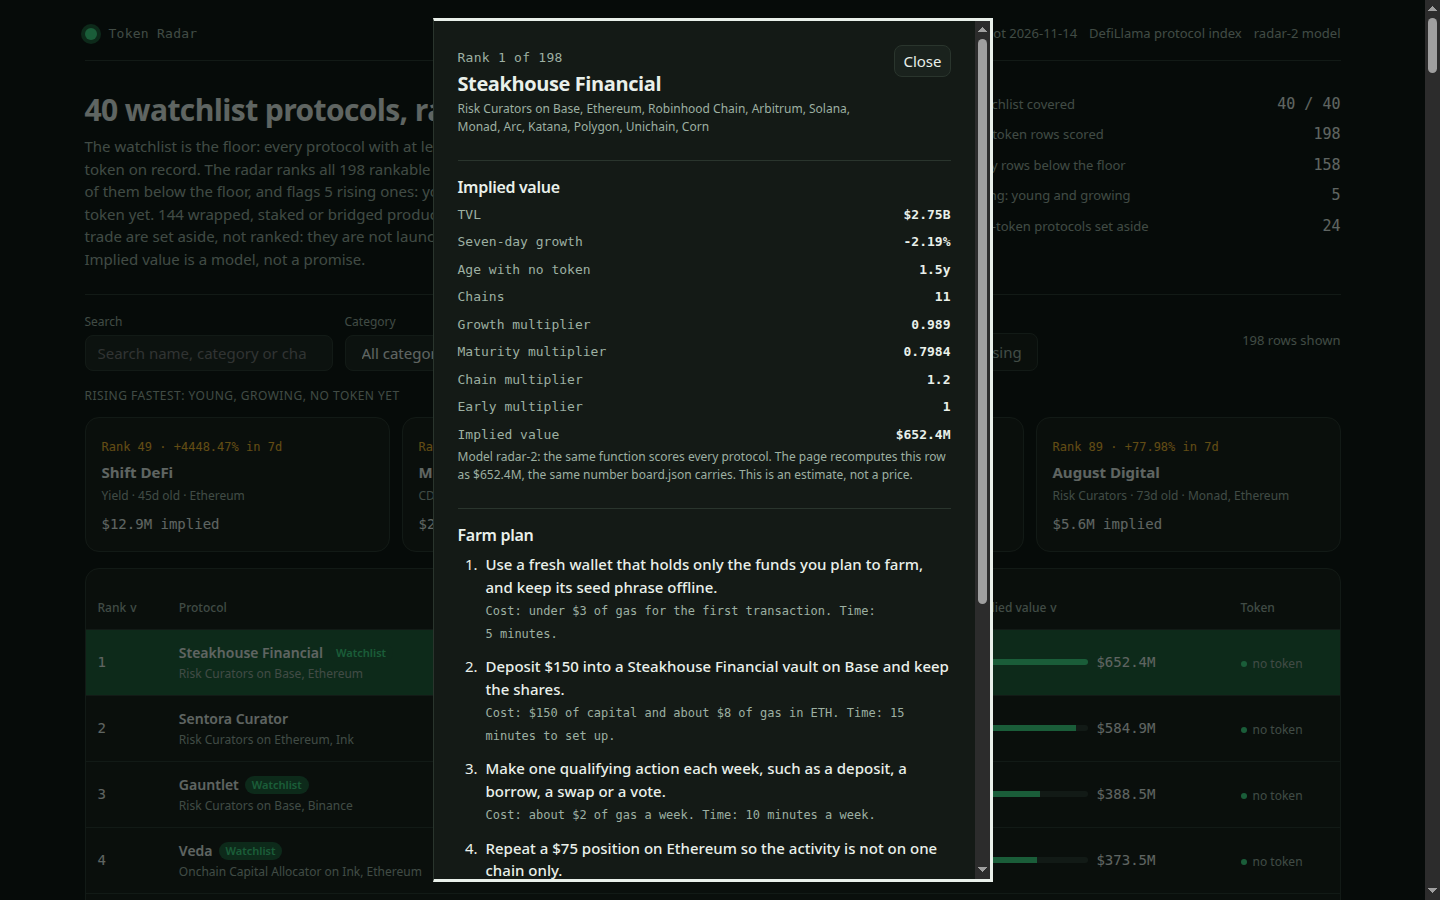 Token Radar
ot 2026-11-14 DefiLlama protocol index radar-2 model
40 watchlist protocols, ra
The watchlist is the floor: every protocol with at le
token on record. The radar ranks all 198 rankable
of them below the floor, and flags 5 rising ones: yo
token yet. 144 wrapped, staked or bridged produc
trade are set aside, not ranked: they are not launc
Implied value is a model, not a promise.
chlist covered 40 / 40
token rows scored 198
y rows below the floor 158
ng: young and growing 5
-token protocols set aside 24
Search
Category
Search name, category or cha
All categor
sing
198 rows shown
RISING FASTEST: YOUNG, GROWING, NO TOKEN YET
Rank 49 · +4448.47% in 7d
Shift DeFi
Yield · 45d old · Ethereum
$12.9M implied
Ra
M
CD
$2
Rank 89 · +77.98% in 7d
August Digital
Risk Curators · 73d old · Monad, Ethereum
$5.6M implied
Rank v Protocol ied value v Token
1 Steakhouse Financial Watchlist $652.4M no token
Risk Curators on Base, Ethereum
2 Sentora Curator $584.9M no token
Risk Curators on Ethereum, Ink
3 Gauntlet Watchlist $388.5M no token
Risk Curators on Base, Binance
4 Veda Watchlist $373.5M no token
Onchain Capital Allocator on Ink, Ethereum
Rank 1 of 198
Close
Steakhouse Financial
Risk Curators on Base, Ethereum, Robinhood Chain, Arbitrum, Solana,
Monad, Arc, Katana, Polygon, Unichain, Corn
Implied value
TVL $2.75B
Seven-day growth -2.19%
Age with no token 1.5y
Chains 11
Growth multiplier 0.989
Maturity multiplier 0.7984
Chain multiplier 1.2
Early multiplier 1
Implied value $652.4M
Model radar-2: the same function scores every protocol. The page recomputes this row
as $652.4M, the same number board.json carries. This is an estimate, not a price.
Farm plan
1. Use a fresh wallet that holds only the funds you plan to farm,
and keep its seed phrase offline.
Cost: under $3 of gas for the first transaction. Time:
5 minutes.
2. Deposit $150 into a Steakhouse Financial vault on Base and keep
the shares.
Cost: $150 of capital and about $8 of gas in ETH. Time: 15
minutes to set up.
3. Make one qualifying action each week, such as a deposit, a
borrow, a swap or a vote.
Cost: about $2 of gas a week. Time: 10 minutes a week.
4. Repeat a $75 position on Ethereum so the activity is not on one
chain only.